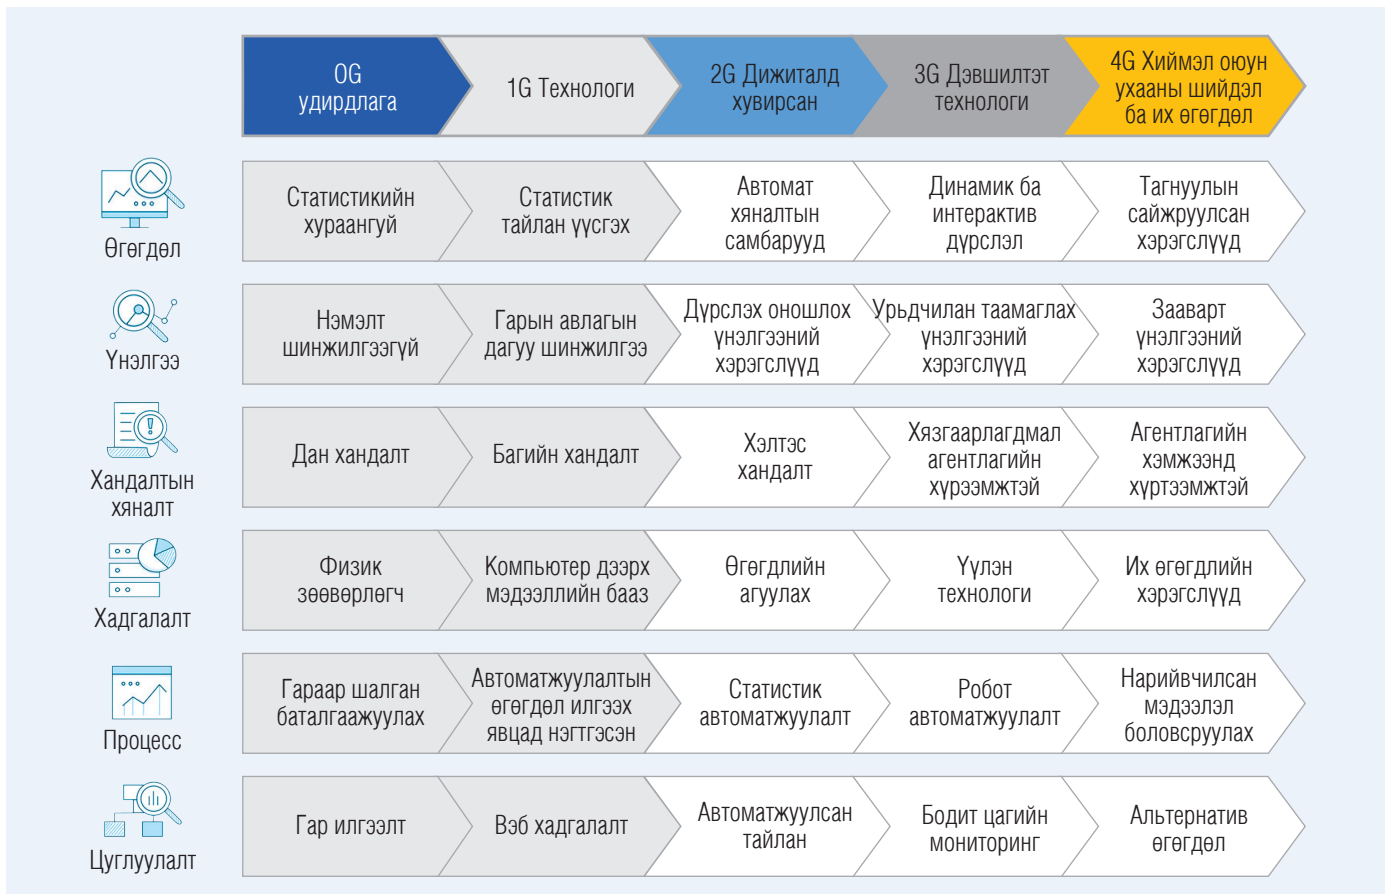 0G
удирдлага
1G Технологи
2G Дижиталд
хувирсан
3G Дэвшилтэт
технологи
4G Хиймэл оюун
ухааны шийдэл
ба их өгөгдөл
Өгөгдөл
Статистикийн
хураангуй
Статистик
тайлан үүсгэх
Автомат
хяналтын
самбарууд
Динамик ба
интерактив
дүрслэл
Тагнуулын
сайжруулсан
хэрэгслүүд
Үнэлгээ
Нэмэлт
шинжилгээгүй
Гарын авлагын
дагуу шинжилгээ
Дүрслэх оношлох
үнэлгээний
хэрэгслүүд
Урьдчилан таамаглах
үнэлгээний
хэрэгслүүд
Зааварт
үнэлгээний
хэрэгслүүд
Хандалтын
хяналт
Дан хандалт
Багийн хандалт
Хэлтэс
хандалт
Хязгаарлагдмал
агентлагийн
хүрээмжтэй
Агентлагийн
хэмжээнд
хүртээмжтэй
Хадгалалт
Физик
зөөвөрлөгч
Компьютер дээрх
мэдээллийн бааз
Өгөгдлийн
агуулах
Үүлэн
технологи
Их өгөгдлийн
хэрэгслүүд
Процесс
Гараар шалган
баталгаажуулах
Автоматжуулалтын
өгөгдөл илгээх
явцад нэгтгэсэн
Статистик
автоматжуулалт
Робот
автоматжуулалт
Нарийвчилсан
мэдээлэл
боловсруулах
Цуглуулалт
Гар илгээлт
Вэб хадгалалт
Автоматжуулсан
тайлан
Бодит цагийн
мониторинг
Альтернатив
өгөгдөл